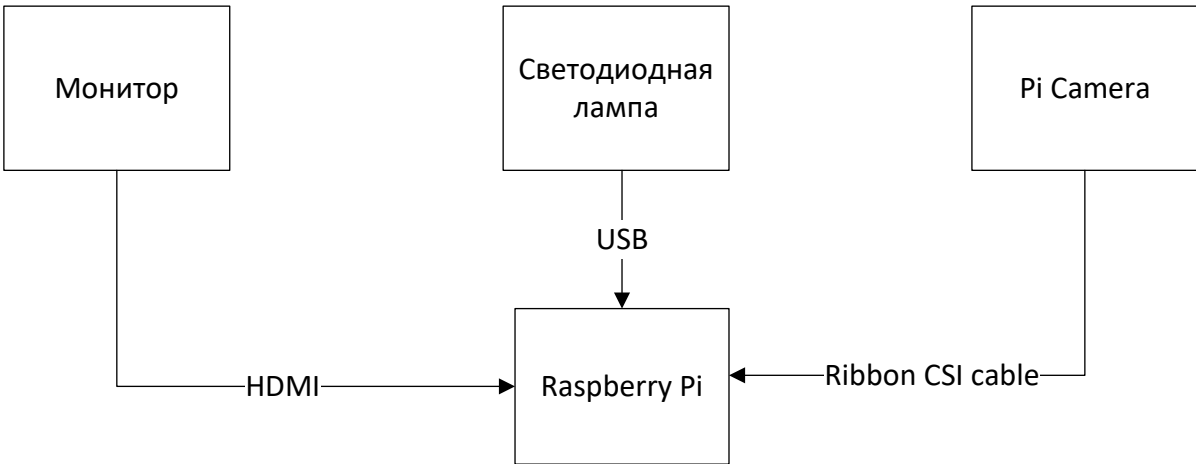 Монитор
Светодиодная
лампа
Pi Camera
USB
HDMI
Raspberry Pi
Ribbon CSI cable